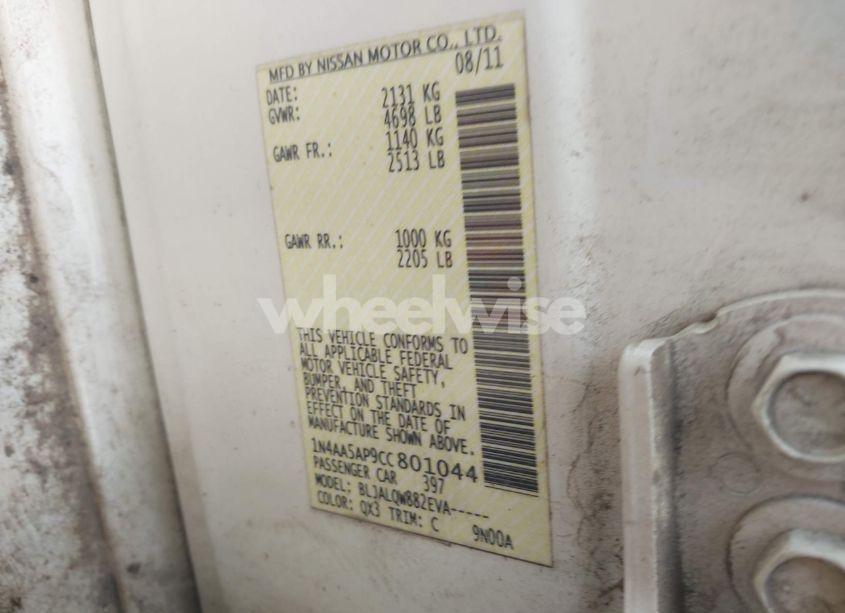 MFD BY NISSAN MOTOR CO., LTD.
DATE: 08/11
GVWR: 2131 KG
4698 LB
GAWR FR.: 1140 KG
2513 LB
GAWR RR.: 1000 KG
2205 LB
wheelwise
THIS VEHICLE CONFORMS TO
ALL APPLICABLE FEDERAL
MOTOR VEHICLE SAFETY,
BUMPER, AND THEFT
PREVENTION STANDARDS IN
EFFECT ON THE DATE OF
MANUFACTURE SHOWN ABOVE.
1N4AA5AP9CC801044
PASSENGER CAR 397
MODEL: BLJALQW882EVA-----
COLOR: QX3 TRIM: C 9N00A